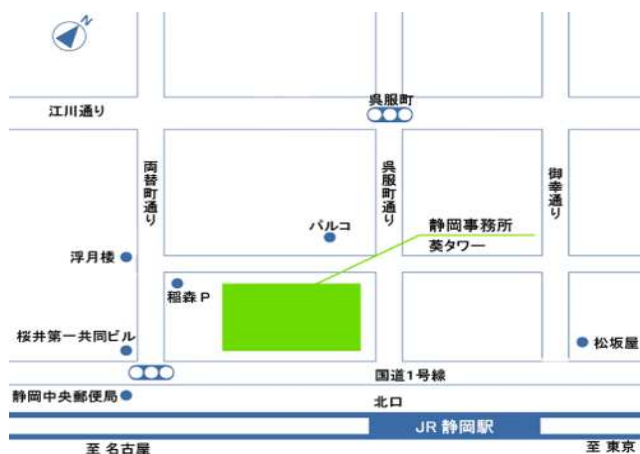 N
江川通り
呉服町
両替町通り
呉服町通り
御幸通り
パルコ
静岡事務所
葵タワー
浮月楼
稲森P
桜井第一共同ビル
松坂屋
国道1号線
静岡中央郵便局
北口
JR 静岡駅
至 名古屋
至 東京